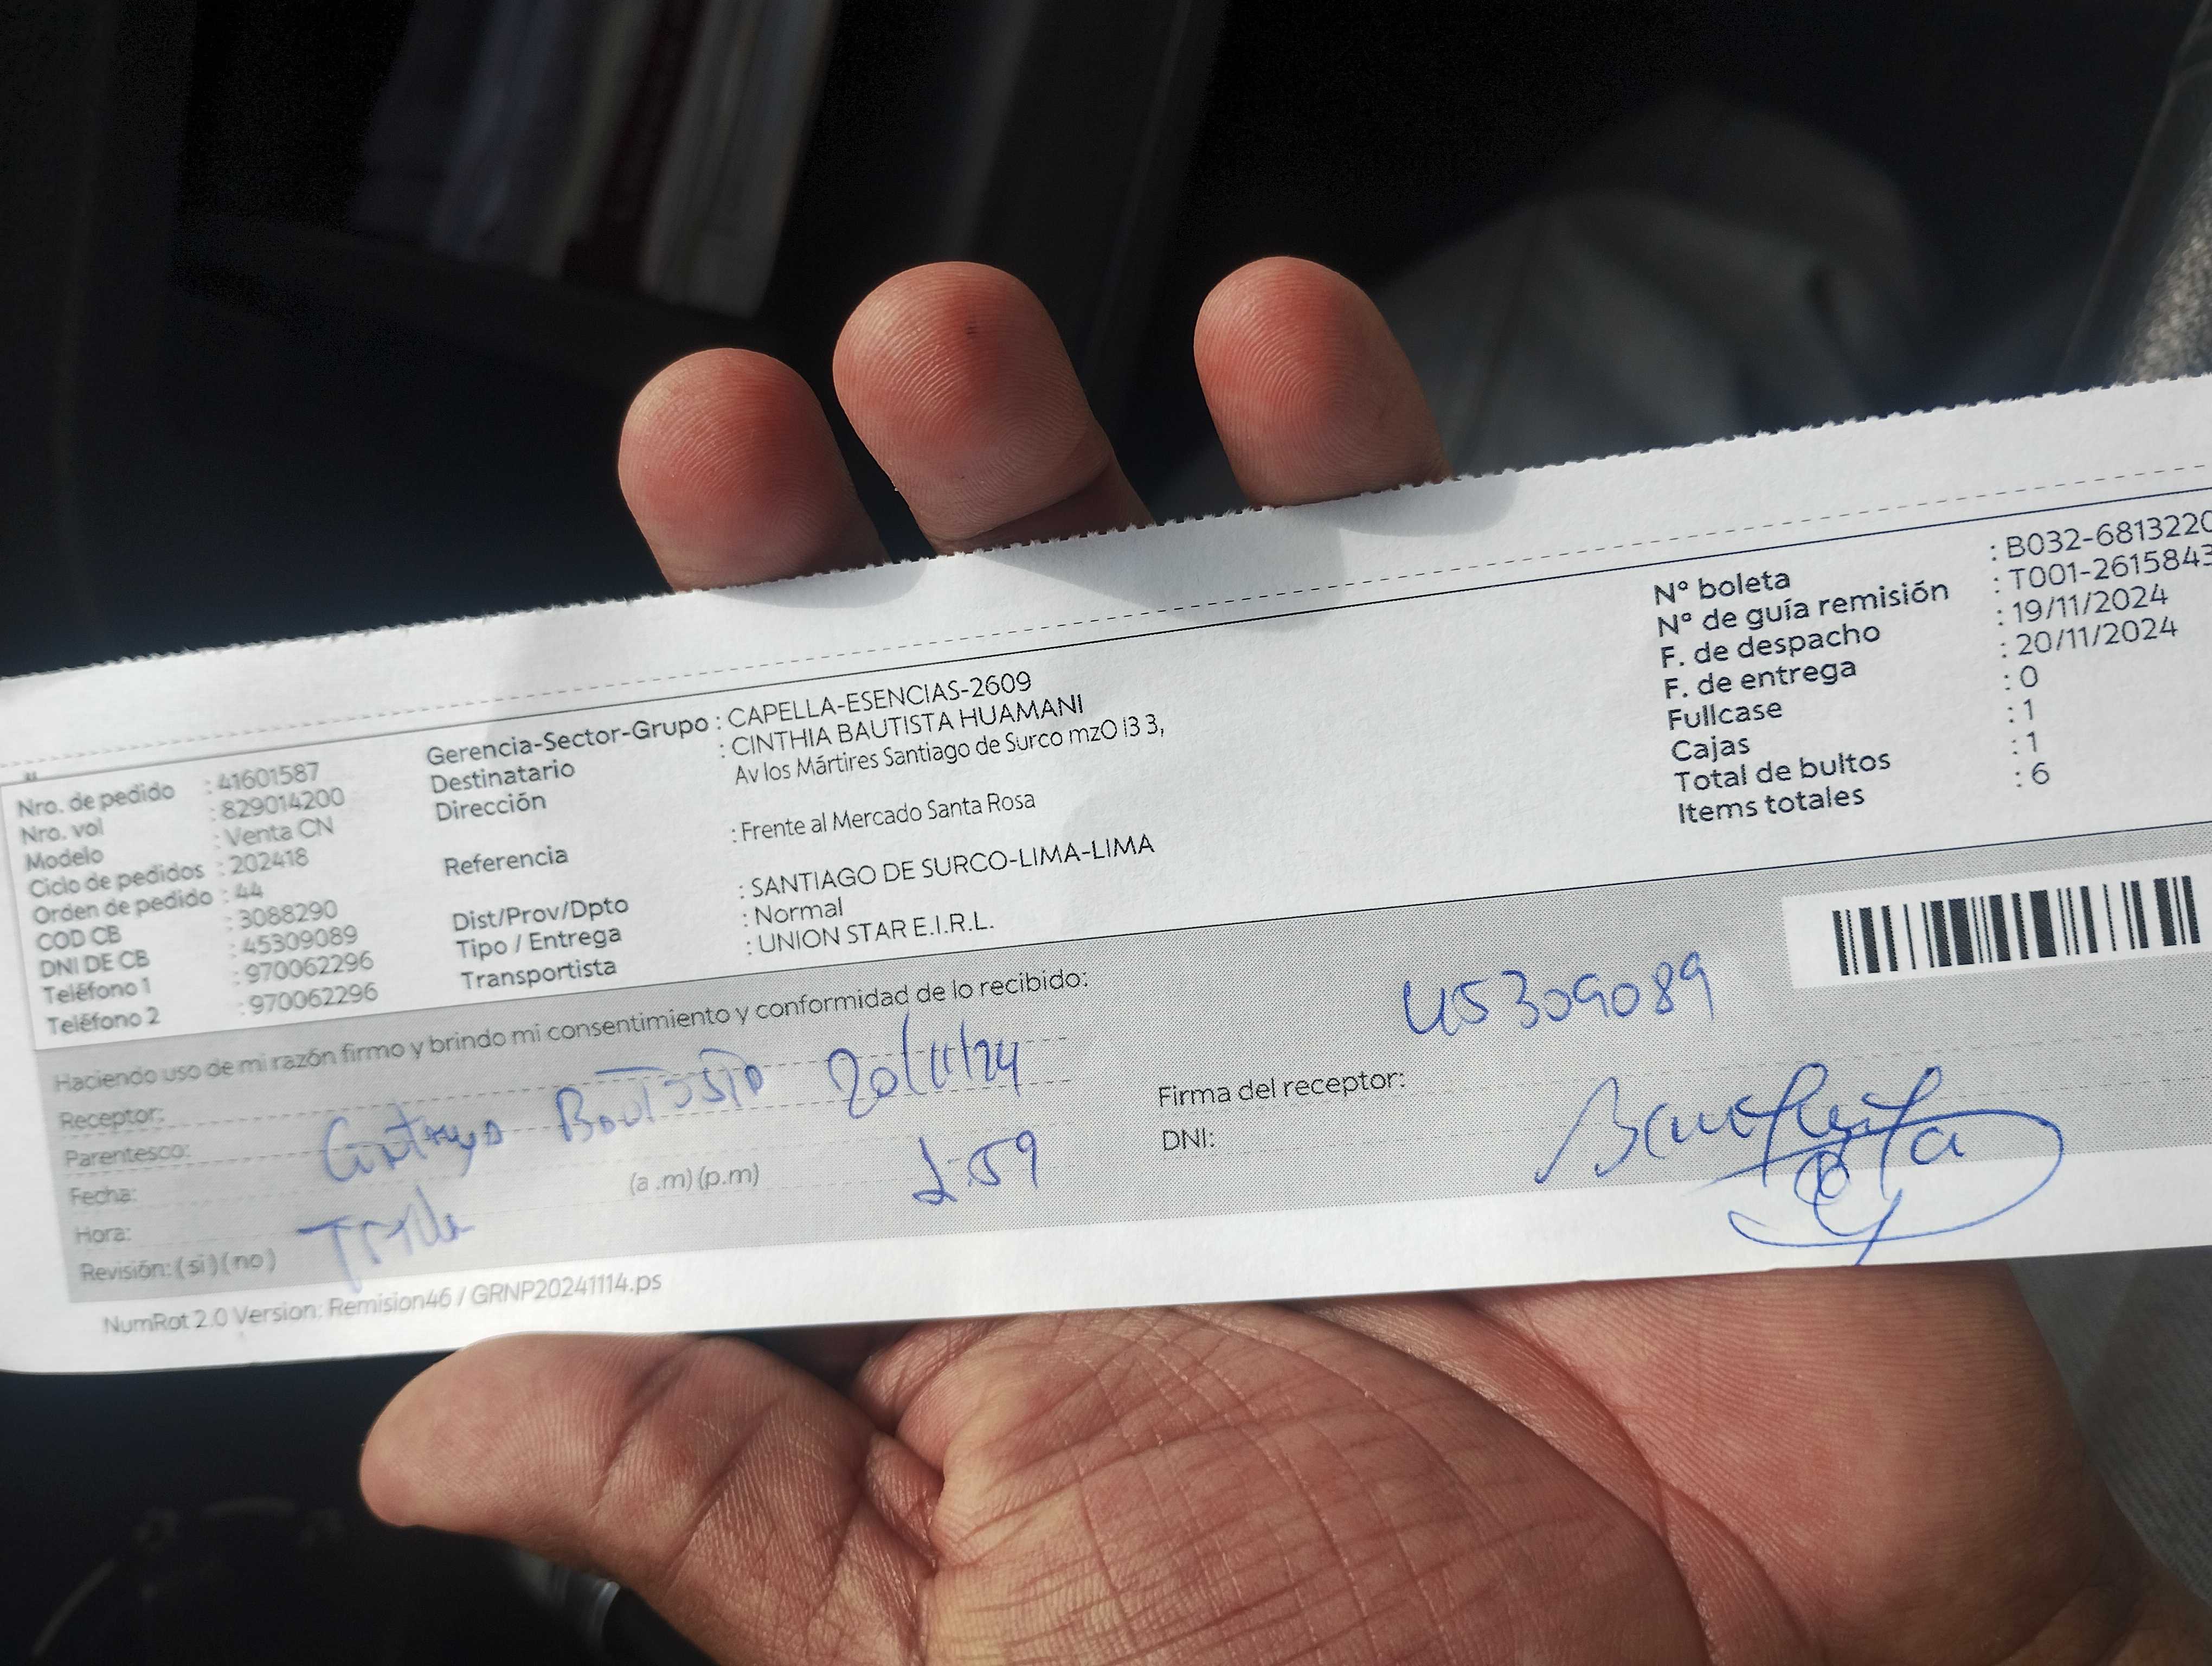 Nro. de pedido : 41601587
Nro. vol : 829014200
Modelo : Venta CN
Ciclo de pedidos : 202418
Orden de pedido : 44
COD CB : 3088290
DNI DE CB : 45309089
Teléfono 1 : 970062296
Teléfono 2 : 970062296
Gerencia-Sector-Grupo : CAPELLA-ESENCIAS-2609
Destinatario : CINTHIA BAUTISTA HUAMANI
Dirección Av los Mártires Santiago de Surco mzO l3 3,
Referencia : Frente al Mercado Santa Rosa
Dist/Prov/Dpto : SANTIAGO DE SURCO-LIMA-LIMA
Tipo / Entrega : Normal
Transportista : UNION STAR E.I.R.L.
N° boleta : B032-6813220
N° de guía remisión : T001-2615843
F. de despacho : 19/11/2024
F. de entrega : 20/11/2024
Fullcase : 0
Cajas : 1
Total de bultos : 1
Items totales : 6
Haciendo uso de mi razón firmo y brindo mi consentimiento y conformidad de lo recibido:
Receptor:
Parentesco: 20/11/24
Fecha:
Hora: (a .m) (p.m) 1:59
Revisión: ( si ) ( no )
45309089
Firma del receptor:
DNI: Bautista
NumRot 2.0 Version: Remision46 / GRNP20241114.ps